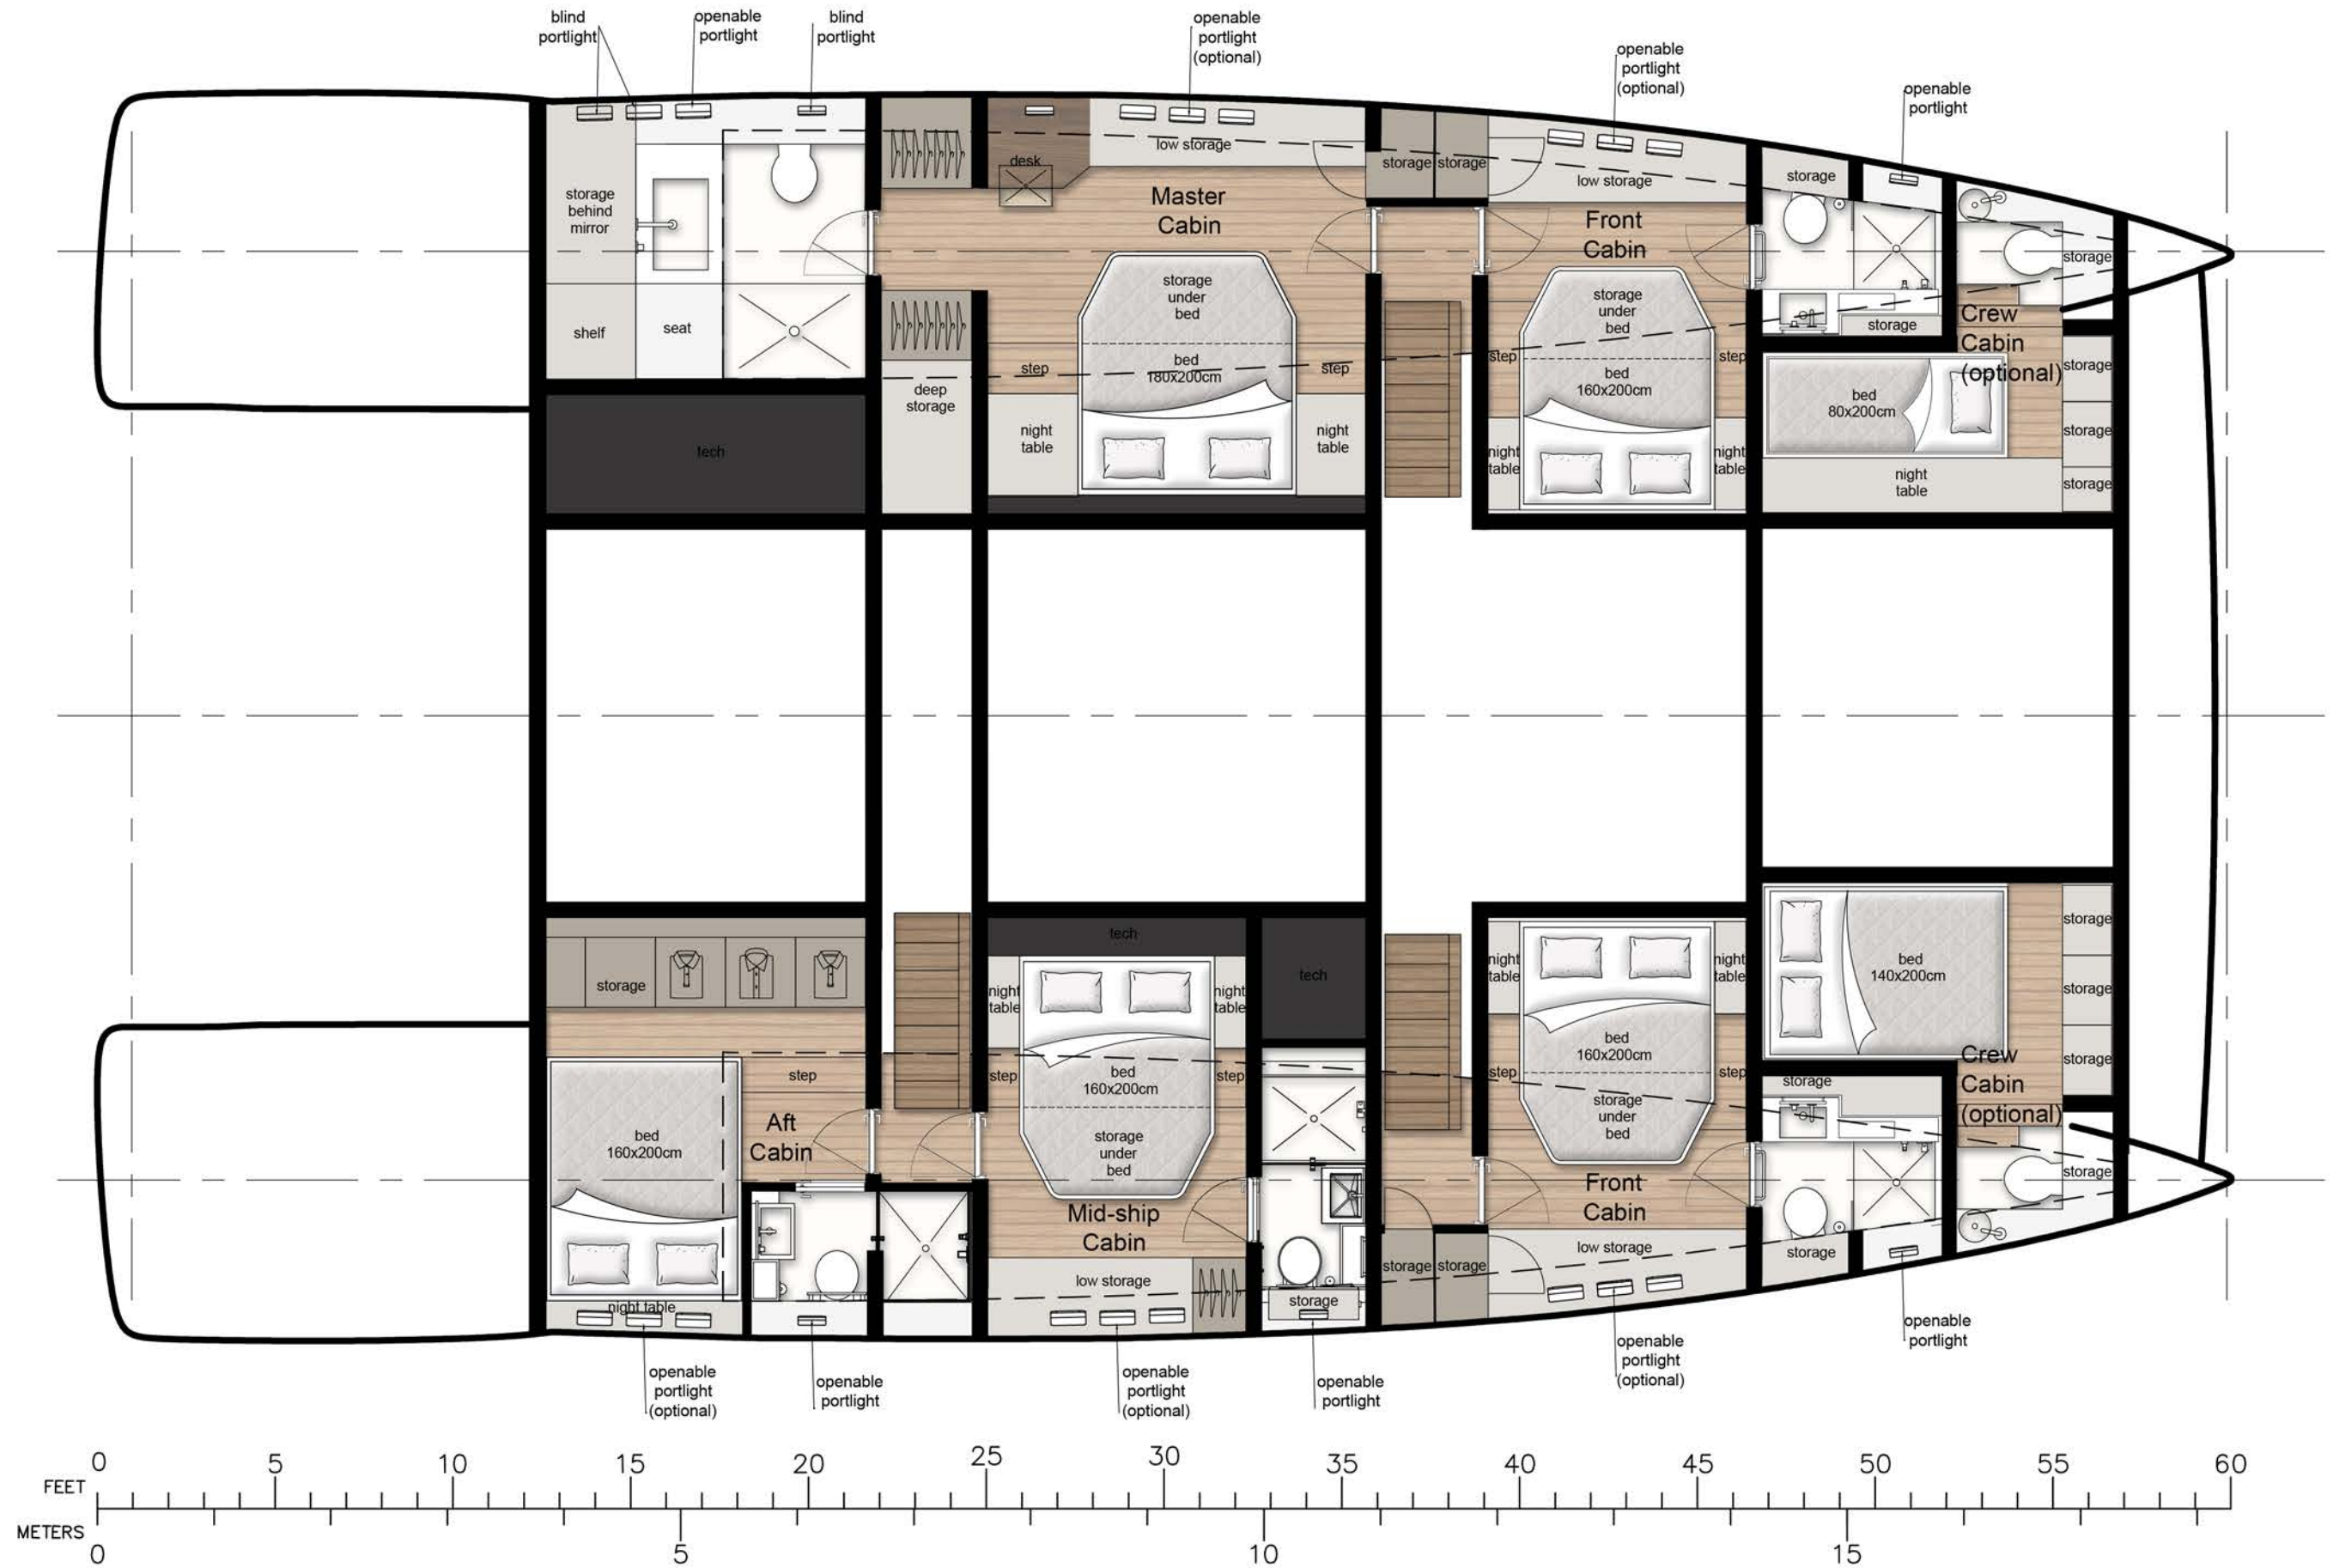 blind
portlight
openable
portlight
blind
portlight
openable
portlight
(optional)
openable
portlight
(optional)
openable
portlight
storage
behind
mirror
shelf
seat
tech
deep
storage
desk
low storage
Master
Cabin
storage
under
bed
bed
180x200cm
step
step
night
table
night
table
storage
storage
low storage
Front
Cabin
storage
under
bed
bed
160x200cm
step
step
night
table
night
table
storage
storage
storage
Crew
Cabin
(optional)
bed
80x200cm
night
table
storage
storage
storage
storage
step
Aft
Cabin
bed
160x200cm
night table
tech
night
table
night
table
step
step
bed
160x200cm
storage
under
bed
Mid-ship
Cabin
low storage
tech
storage
night
table
night
table
step
step
bed
160x200cm
storage
under
bed
Front
Cabin
storage
storage
low storage
bed
140x200cm
storage
storage
storage
Crew
Cabin
(optional)
storage
storage
storage
openable
portlight
(optional)
openable
portlight
openable
portlight
(optional)
openable
portlight
openable
portlight
(optional)
openable
portlight
0 5 10 15 20 25 30 35 40 45 50 55 60
FEET
METERS
0 5 10 15